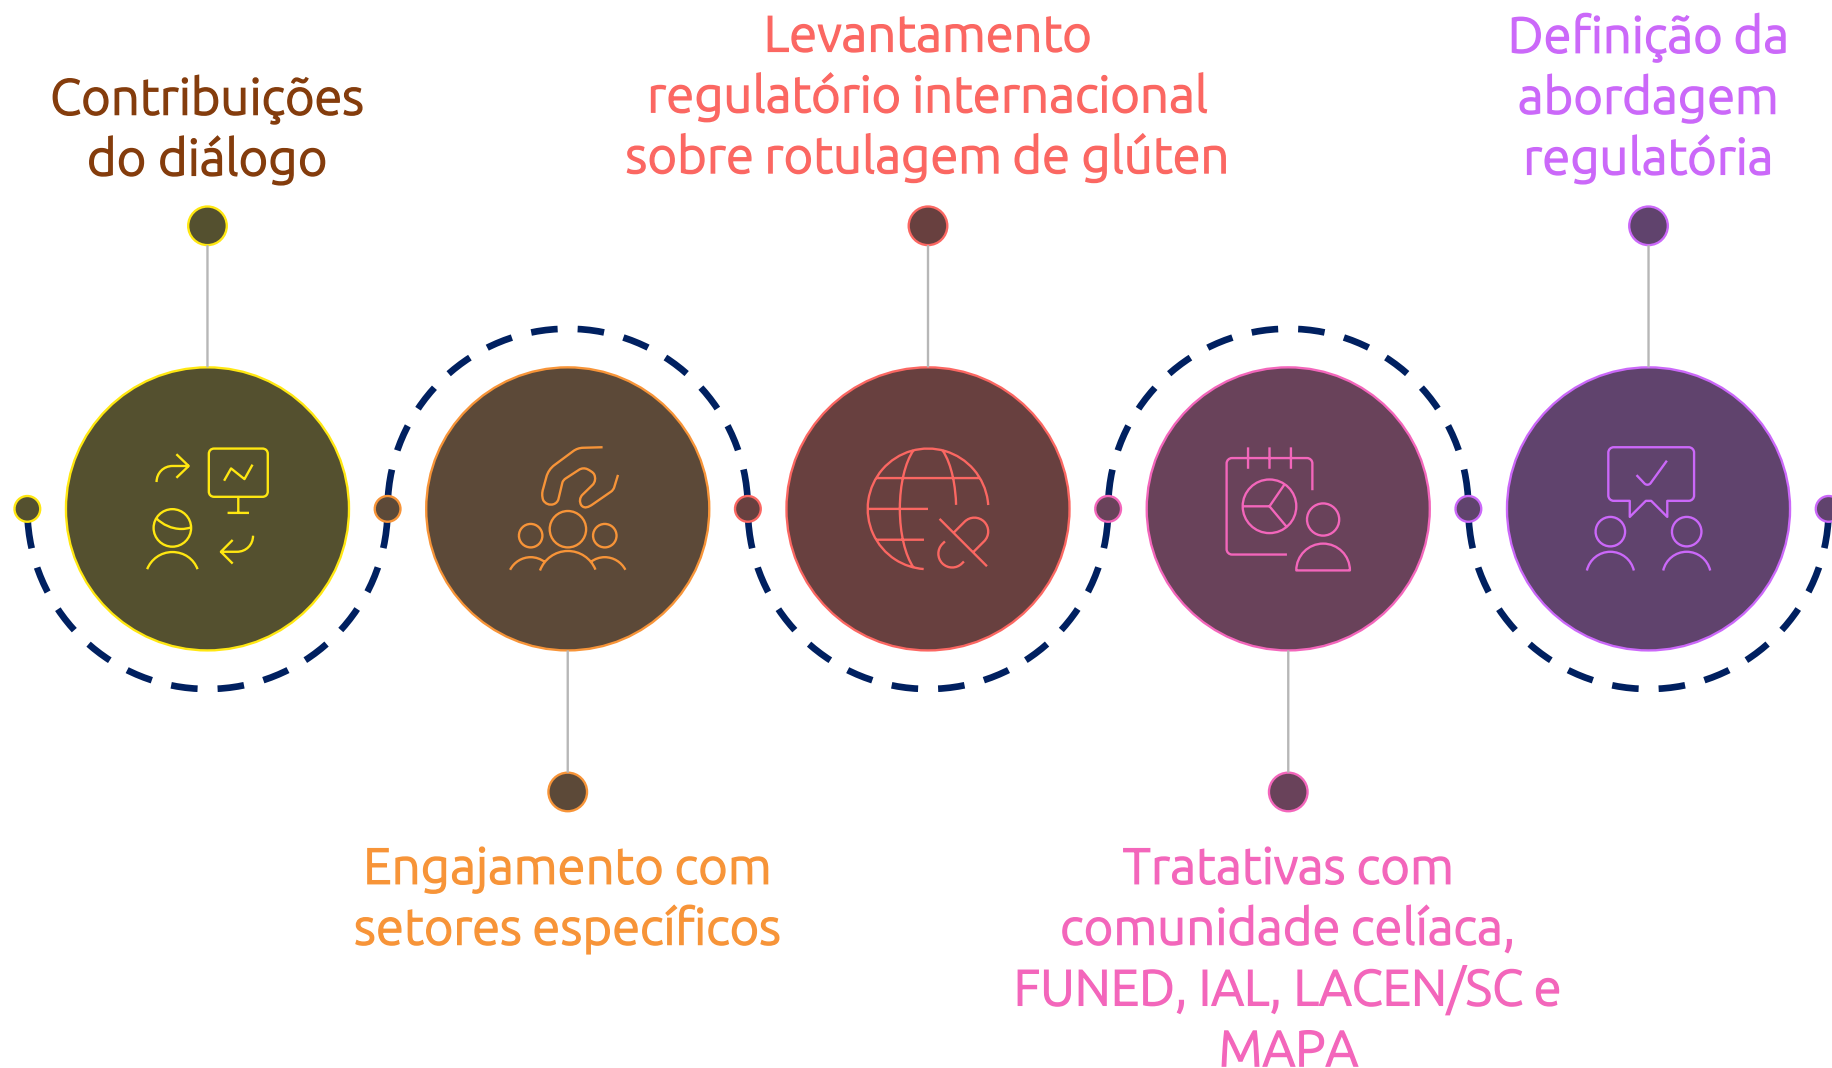 Contribuições
do diálogo
Engajamento com
setores específicos
Levantamento
regulatório internacional
sobre rotulagem de glúten
Tratativas com
comunidade celíaca,
FUNED, IAL, LACEN/SC e
MAPA
Definição da
abordagem
regulatória